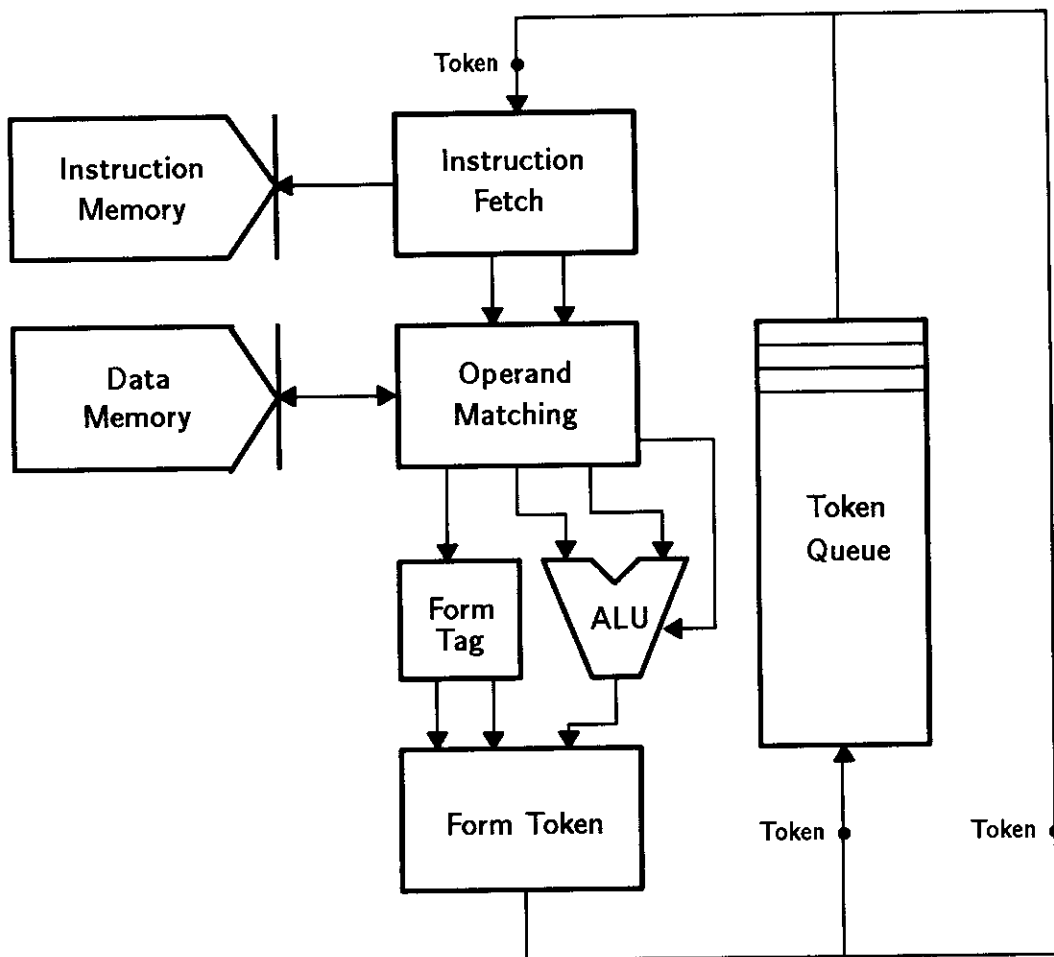 Token
Instruction
Memory
Instruction
Fetch
Data
Memory
Operand
Matching
Token
Queue
Form
Tag
ALU
Form Token
Token
Token